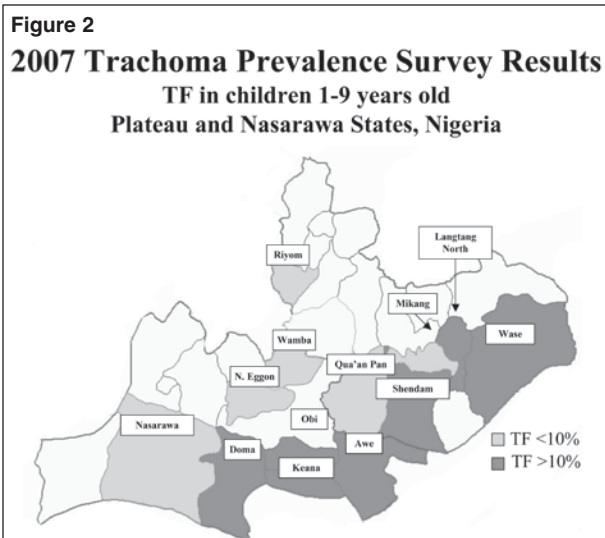 Figure 2
2007 Trachoma Prevalence Survey Results
TF in children 1-9 years old
Plateau and Nasarawa States, Nigeria
Langtang
North
Riyom
Mikang
Wase
Wamba
Qua'an Pan
N. Eggon
Shendam
Obi
Nasarawa
Doma
Awe
Keana
TF <10%
TF >10%